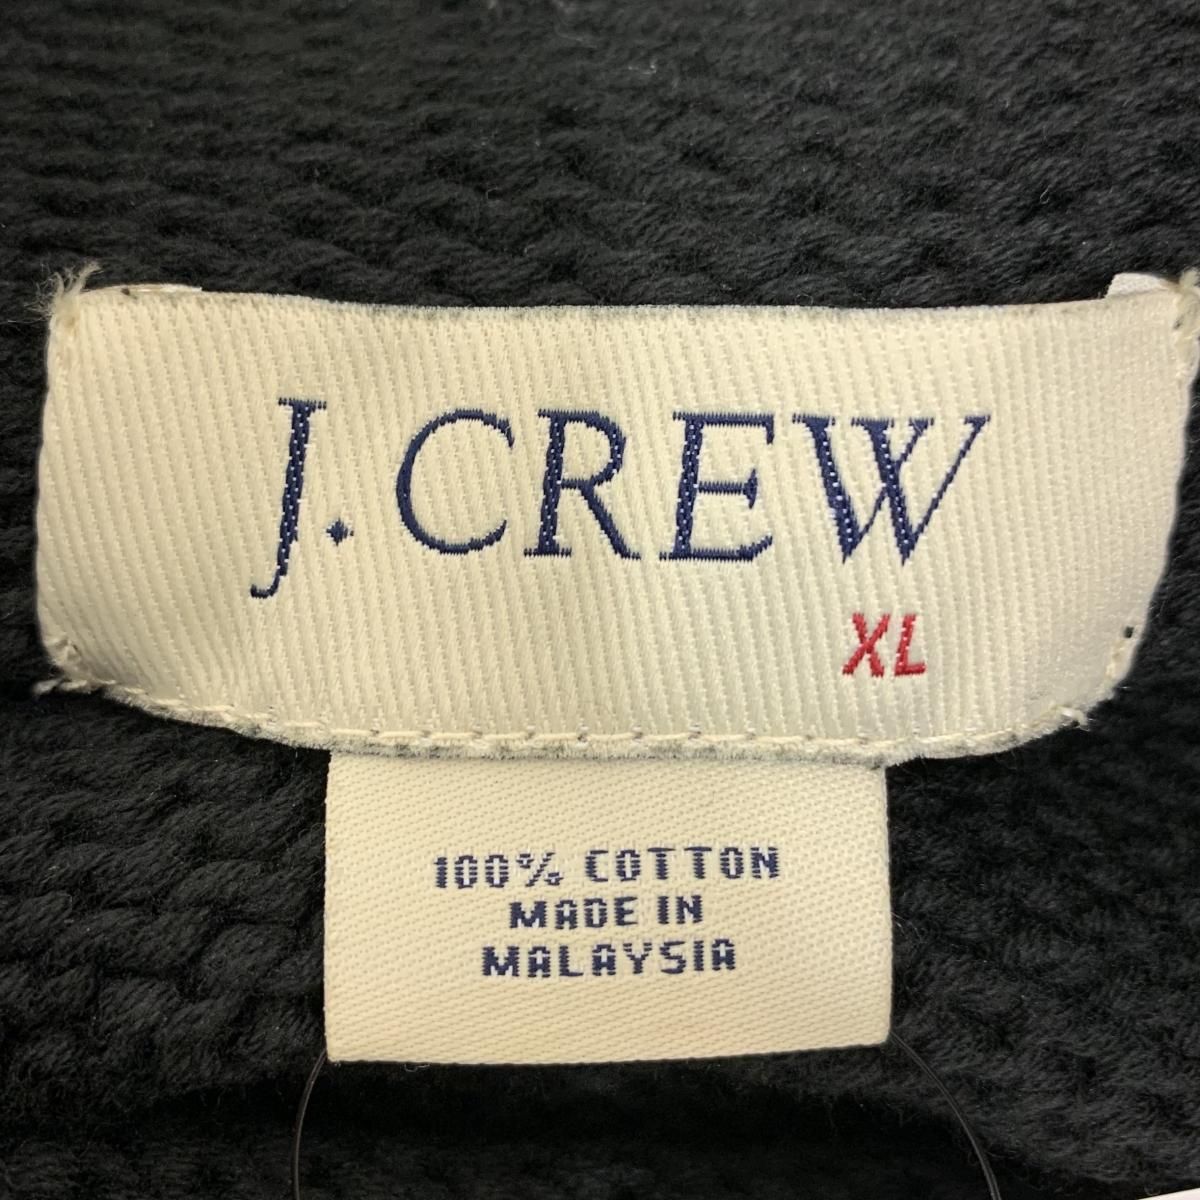 J.CREW
XL
100% COTTON
MADE IN
MALAYSIA